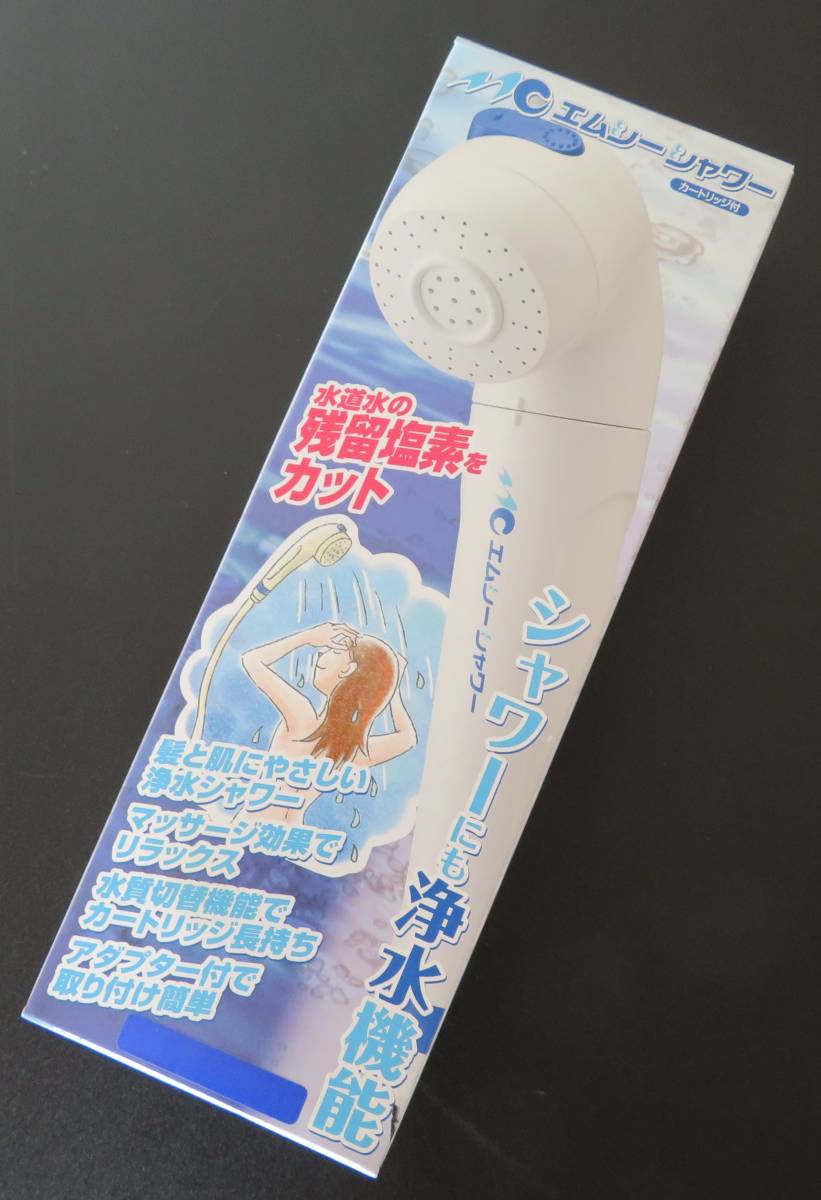 MC エムシーシャワー
カートリッジ付
水道水の
残留塩素を
カット
MC エムシーシャワー
シャワーにも浄水機能
髪と肌にやさしい
浄水シャワー
マッサージ効果で
リラックス
水質切替機能で
カートリッジ長持ち
アダプター付で
取り付け簡単